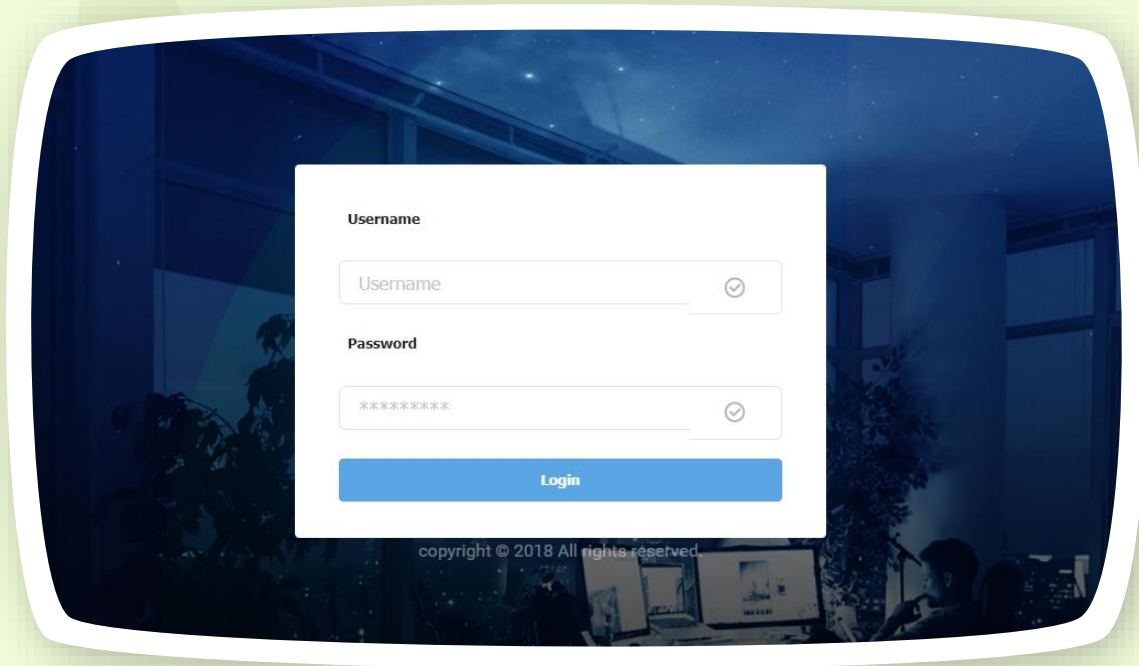 Username
Username
Password
*********
Login
copyright © 2018 All rights reserved.